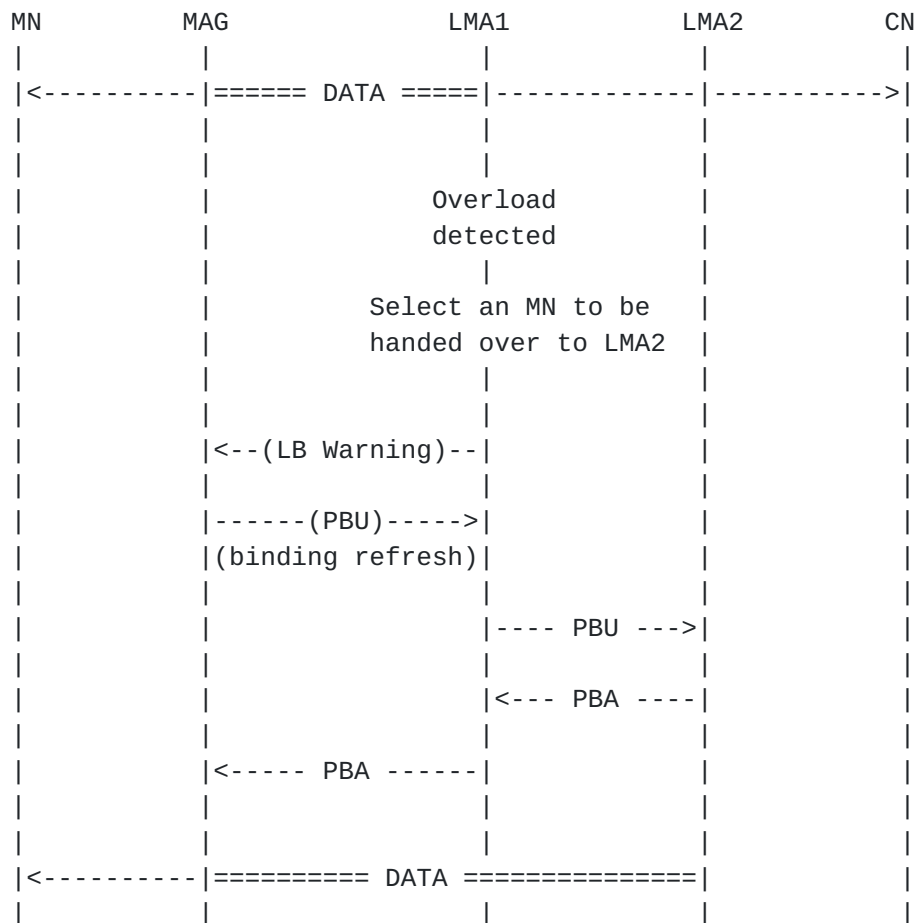 MN MAG LMA1 LMA2 CN
| | | | |
|<----------|====== DATA =====|-------------|----------->|
| | | | |
| | | | |
| | Overload | |
| | detected | |
| | | | |
| | Select an MN to be | |
| | handed over to LMA2 | |
| | | | |
| | | | |
| |<--(LB Warning)--| | |
| | | | |
| |------(PBU)----->| | |
| |(binding refresh)| | |
| | | | |
| | |---- PBU --->| |
| | | | |
| | |<--- PBA ----| |
| | | | |
| |<----- PBA ------| | |
| | | | |
| | | | |
|<----------|========== DATA ===============| |
| | | | |